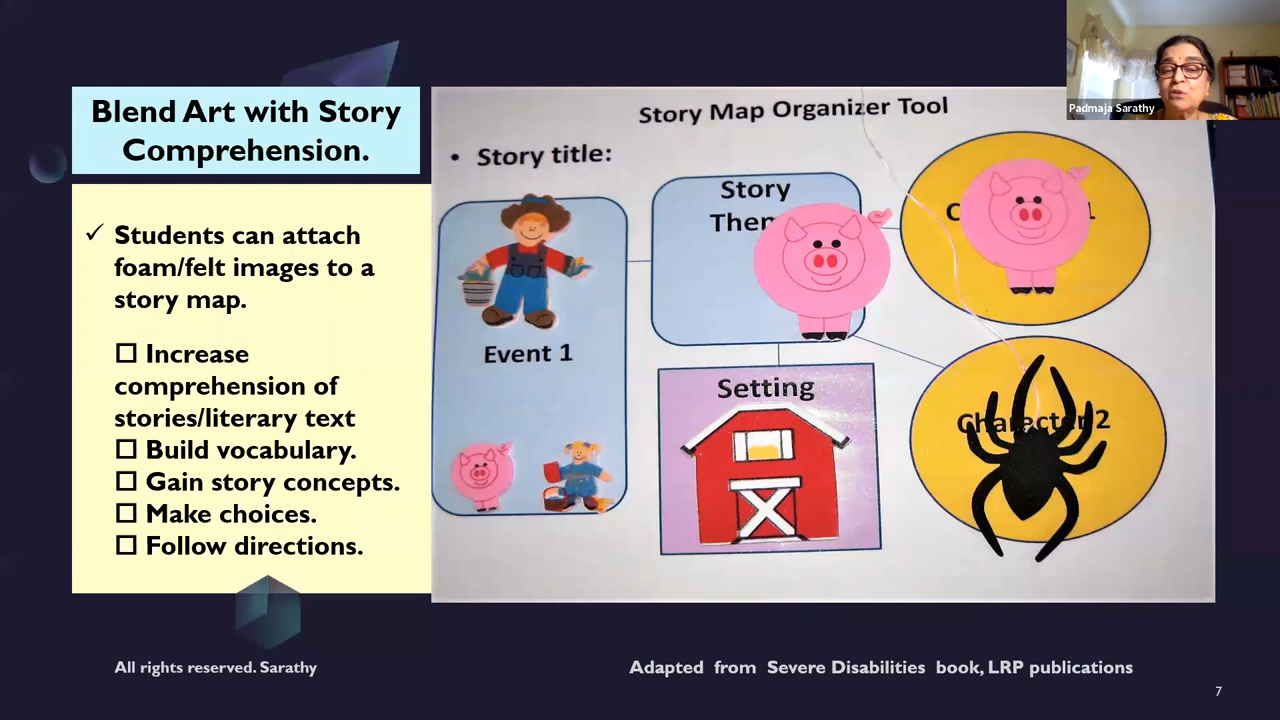 Blend Art with Story
Comprehension.
✓ Students can attach
foam/felt images to a
story map.
☐ Increase
comprehension of
stories/literary text
☐ Build vocabulary.
☐ Gain story concepts.
☐ Make choices.
☐ Follow directions.
Story Map Organizer Tool
• Story title:
Story
Event 1
Setting
Character 2
Padmaja Sarathy
All rights reserved. Sarathy
Adapted from Severe Disabilities book, LRP publications
7